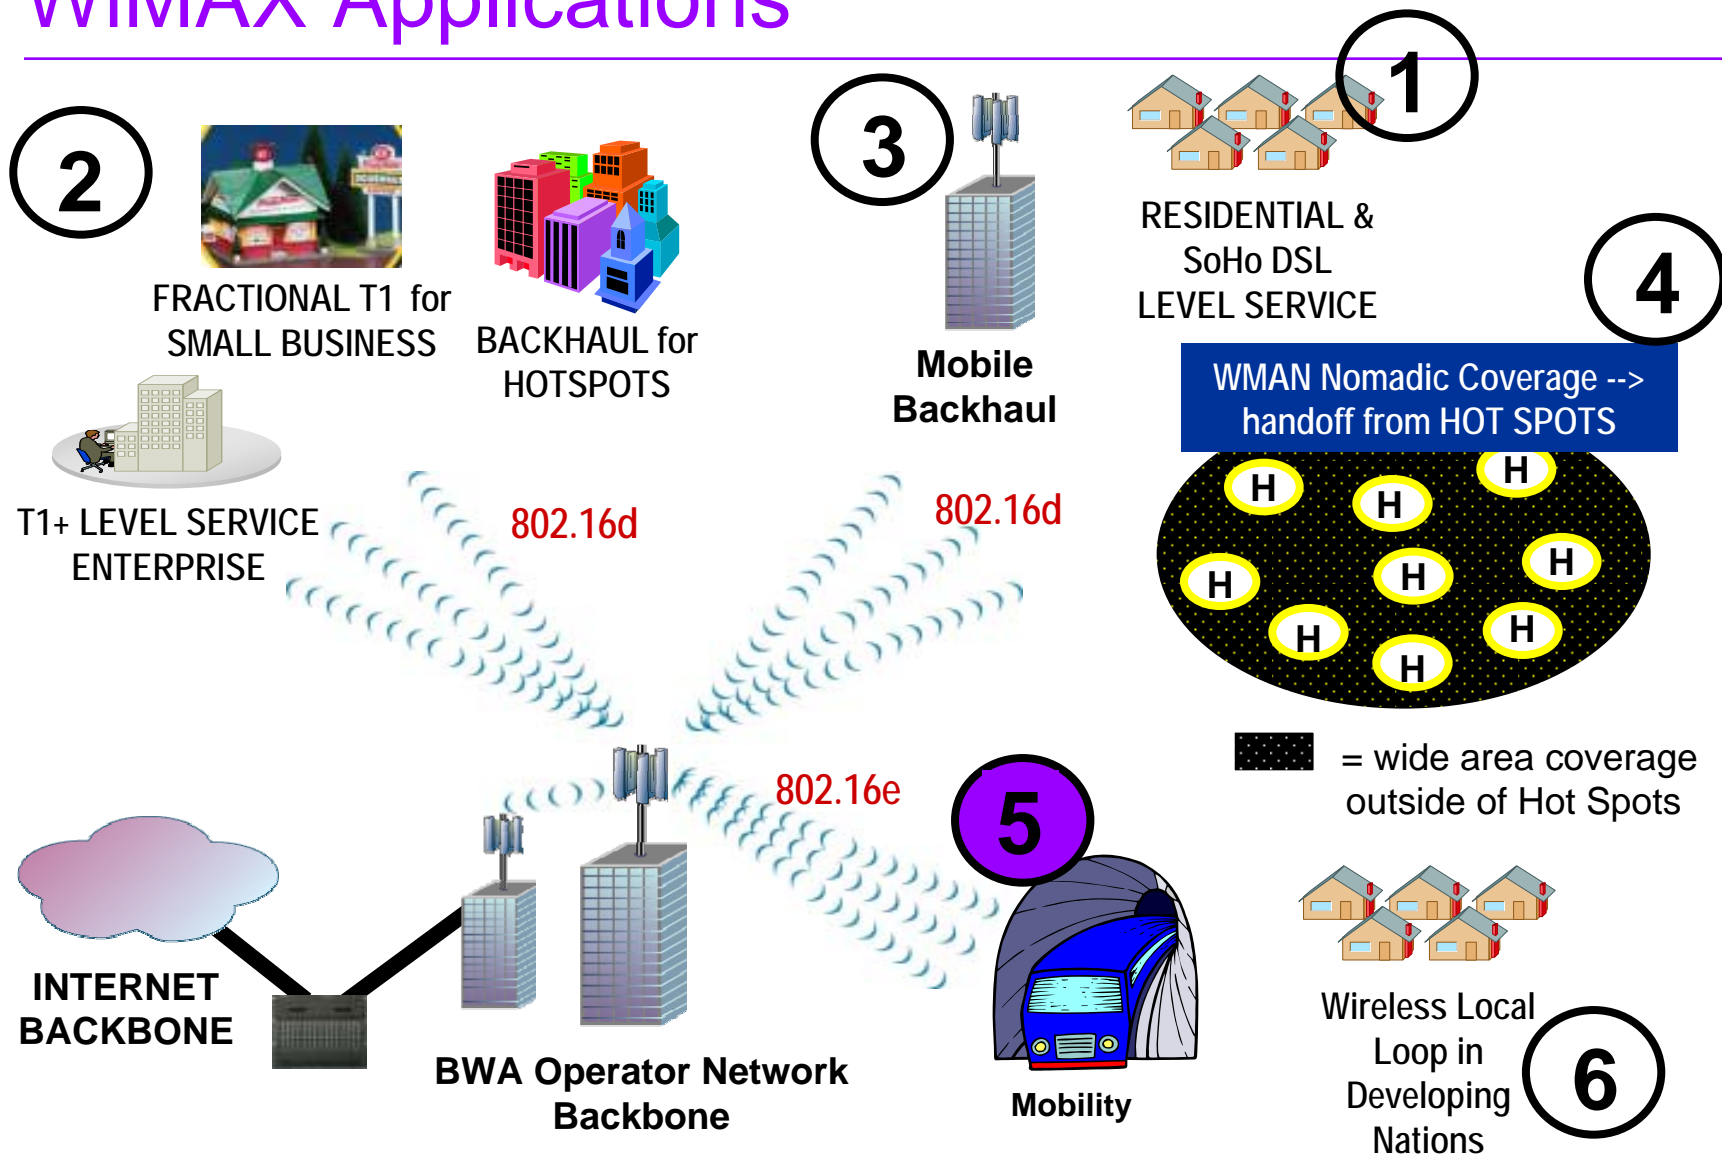 WiMAX Applications
1
2
3
RESIDENTIAL &
SoHo DSL
LEVEL SERVICE
FRACTIONAL T1 for
SMALL BUSINESS
BACKHAUL for
HOTSPOTS
Mobile
Backhaul
4
WMAN Nomadic Coverage -->
handoff from HOT SPOTS
T1+ LEVEL SERVICE
ENTERPRISE
802.16d
802.16d
H
H
H
H
H
H
H
H
H
= wide area coverage
outside of Hot Spots
802.16e
5
Mobility
INTERNET
BACKBONE
BWA Operator Network
Backbone
Wireless Local
Loop in
Developing
Nations
6